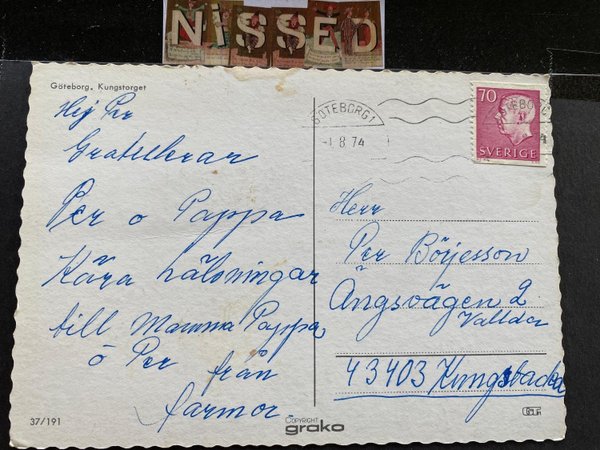 NiSSED
Göteborg, Kungstorget
Hej Per
Gratulerar
Per o Pappa
Kära hälsningar
till Mamma Pappa
o Per från
farmor.
37/191
COPYRIGHT
grako
GÖTEBORG 1
-1. 8 74
70
SVERIGE
Herr
Per Börjesson
Ängsvägen 2
Vallda
43403 Kungsbacka